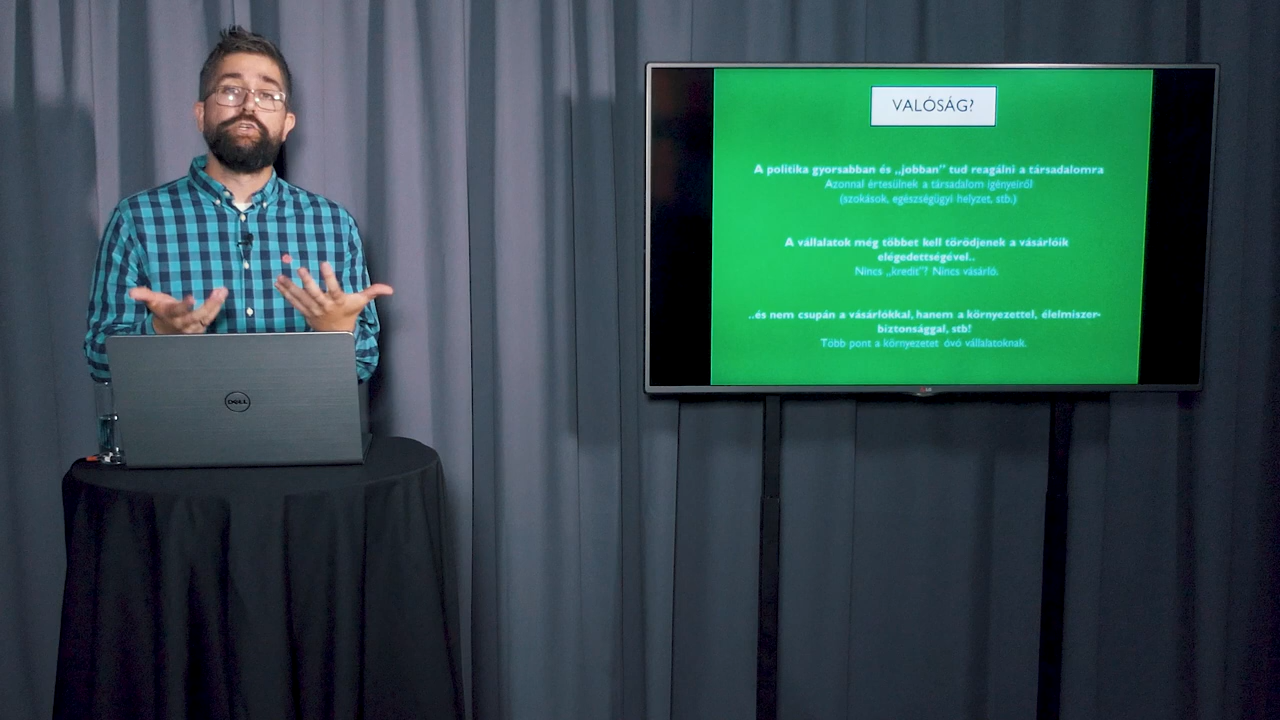 VALÓSÁG?
A politika gyorsabban és „jobban” tud reagálni a társadalomra
Azonnal értesülnek a társadalom igényeiről
(szokások, egészségügyi helyzet, stb.)
A vállalatok még többet kell törődjenek a vásárlóik
elégedettségével..
Nincs „kredit”? Nincs vásárló.
..és nem csupán a vásárlókkal, hanem a környezettel, élelmiszer-
biztonsággal, stb!
Több pont a környezetet óvó vállalatoknak.
DELL
LG